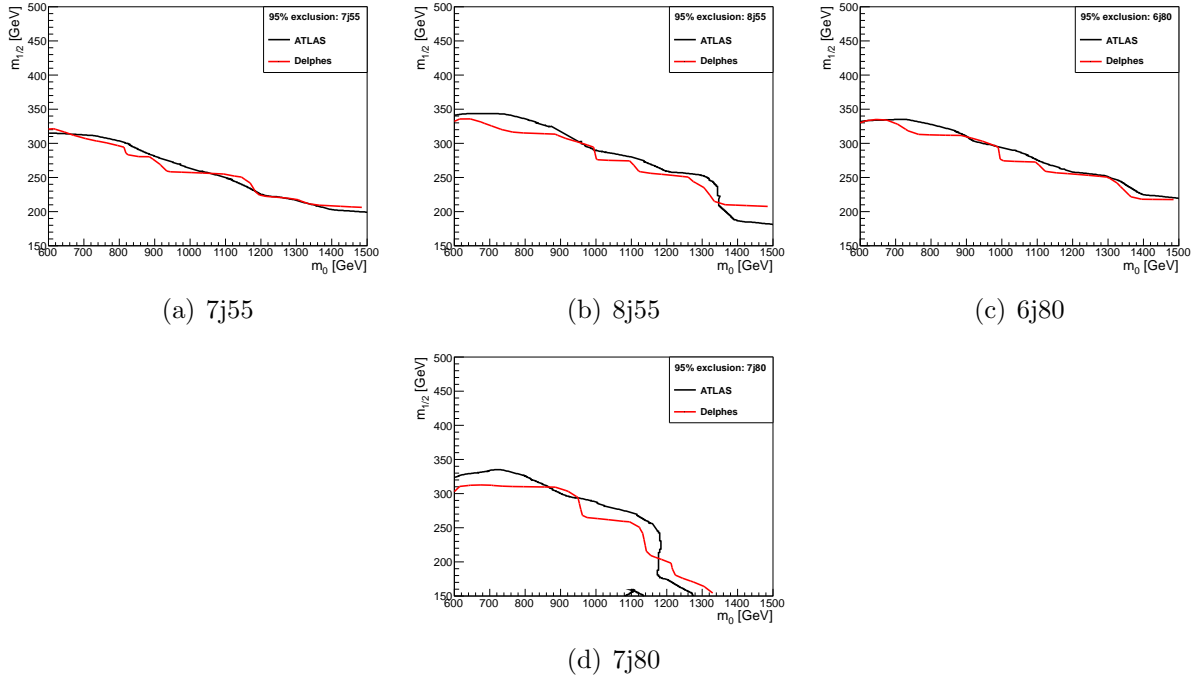 95% exclusion: 7j55
ATLAS
Delphes
m1/2 [GeV]
500
450
400
350
300
250
200
150
600 700 800 900 1000 1100 1200 1300 1400 1500
m0 [GeV]
(a) 7j55
95% exclusion: 8j55
ATLAS
Delphes
m1/2 [GeV]
500
450
400
350
300
250
200
150
600 700 800 900 1000 1100 1200 1300 1400 1500
m0 [GeV]
(b) 8j55
95% exclusion: 6j80
ATLAS
Delphes
m1/2 [GeV]
500
450
400
350
300
250
200
150
600 700 800 900 1000 1100 1200 1300 1400 1500
m0 [GeV]
(c) 6j80
95% exclusion: 7j80
ATLAS
Delphes
m1/2 [GeV]
500
450
400
350
300
250
200
150
600 700 800 900 1000 1100 1200 1300 1400 1500
m0 [GeV]
(d) 7j80